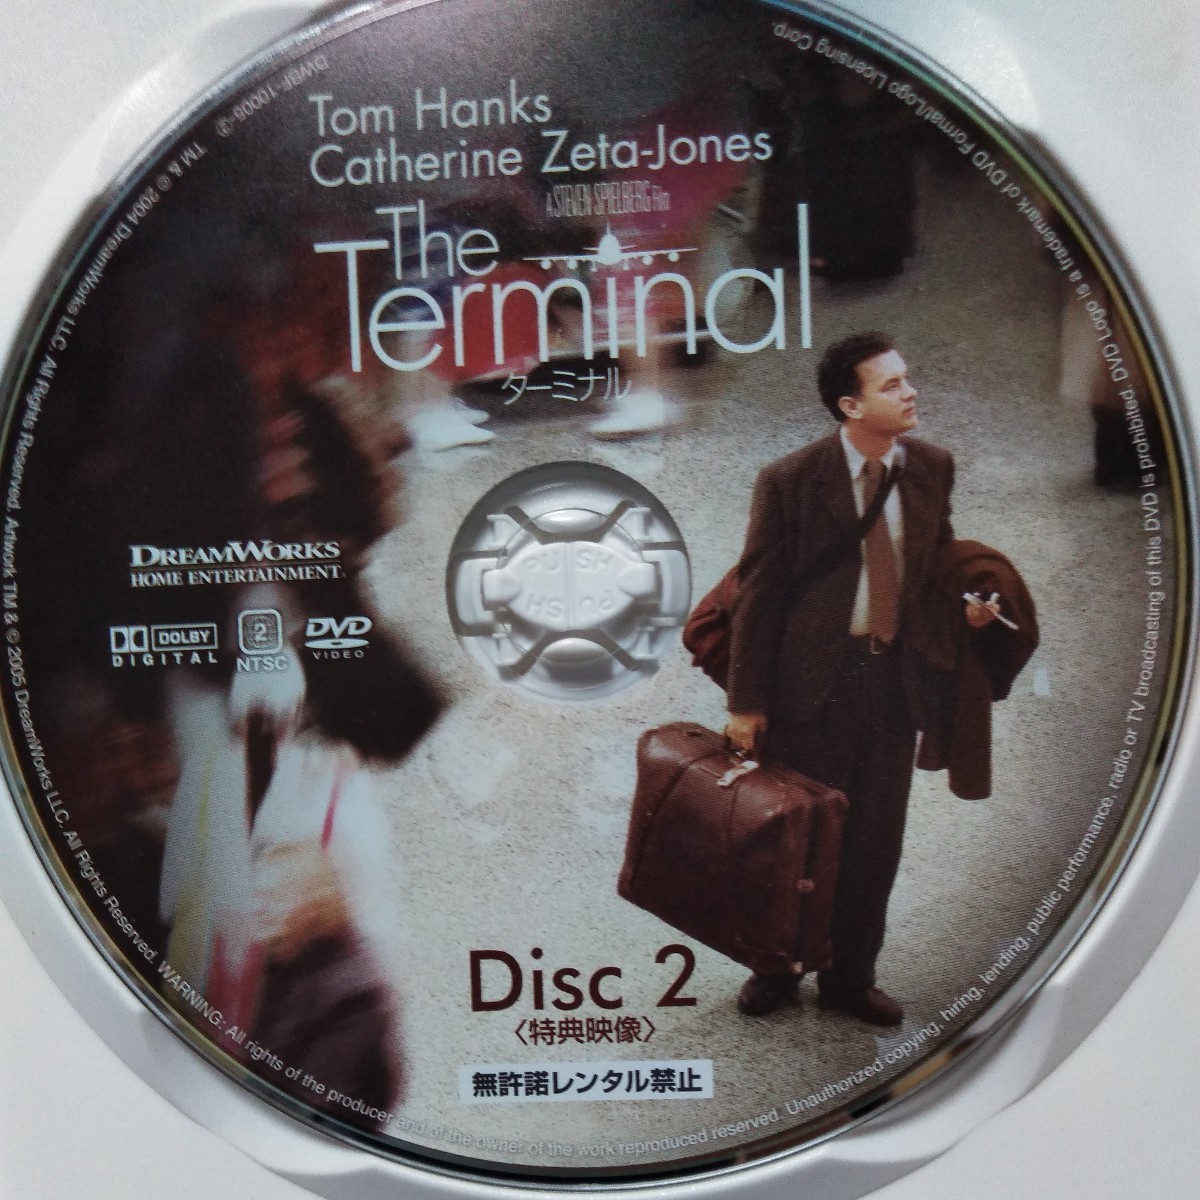 Tom Hanks
Catherine Zeta-Jones
A STEVEN SPIELBERG Film
The
Terminal
ターミナル
DREAMWORKS
HOME ENTERTAINMENT
DOLBY
DIGITAL
2
NTSC
DVD
VIDEO
PUSH
PUSH
Disc 2
〈特典映像〉
無許諾レンタル禁止
TM & © 2004 DreamWorks LLC. All Rights Reserved. Artwork TM & © 2005 DreamWorks LLC. All Rights Reserved. WARNING: All rights of the producer and of the owner of the work reproduced reserved. Unauthorized copying, hiring, lending, public performance, radio or TV broadcasting of this DVD is prohibited. DVD Logo is a trademark of DVD Format/Logo Licensing Corp.